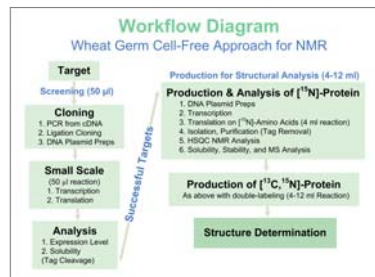 Workflow Diagram
Wheat Germ Cell-Free Approach for NMR
Target
Screening (50 µl)
Cloning
1. PCR from cDNA
2. Ligation Cloning
3. DNA Plasmid Preps
Small Scale
(50 µl reaction)
1. Transcription
2. Translation
Analysis
1. Expression Level
2. Solubility
(Tag Cleavage)
Successful Targets
Production for Structural Analysis (4-12 ml)
Production & Analysis of [¹⁵N]-Protein
1. DNA Plasmid Preps
2. Transcription
3. Translation on [¹⁵N]-Amino Acids (4 ml reaction)
4. Isolation, Purification (Tag Removal)
5. HSQC NMR Analysis
6. Solubility, Stability, and MS Analysis
Production of [¹³C,¹⁵N]-Protein
As above with double-labeling (4-12 ml Reaction)
Structure Determination